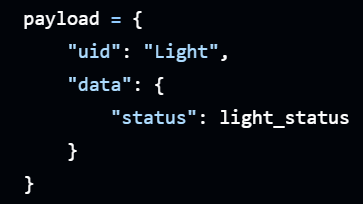 payload = {
    "uid": "Light",
    "data": {
        "status": light_status
    }
}